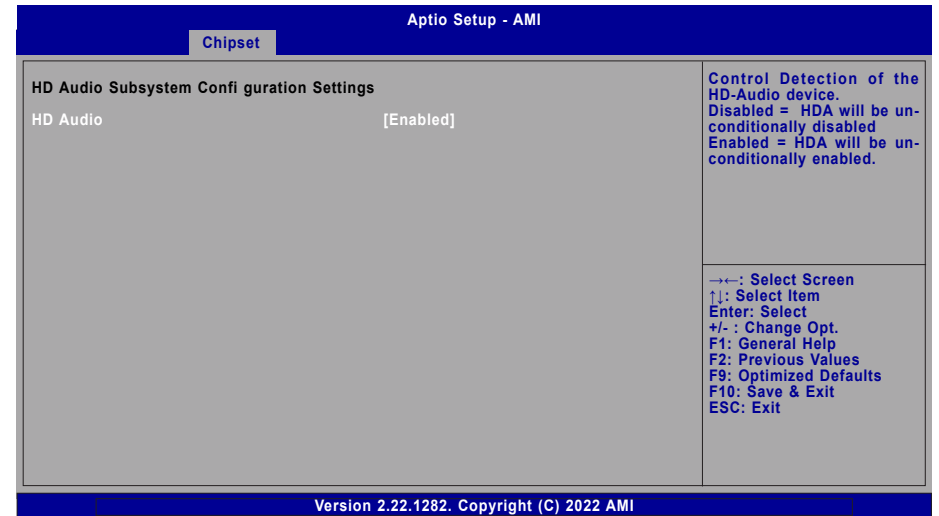 Aptio Setup - AMI
Chipset
HD Audio Subsystem Confi guration Settings
HD Audio [Enabled]
Control Detection of the
HD-Audio device.
Disabled = HDA will be un-
conditionally disabled
Enabled = HDA will be un-
conditionally enabled.
→←: Select Screen
↑↓: Select Item
Enter: Select
+/- : Change Opt.
F1: General Help
F2: Previous Values
F9: Optimized Defaults
F10: Save & Exit
ESC: Exit
Version 2.22.1282. Copyright (C) 2022 AMI